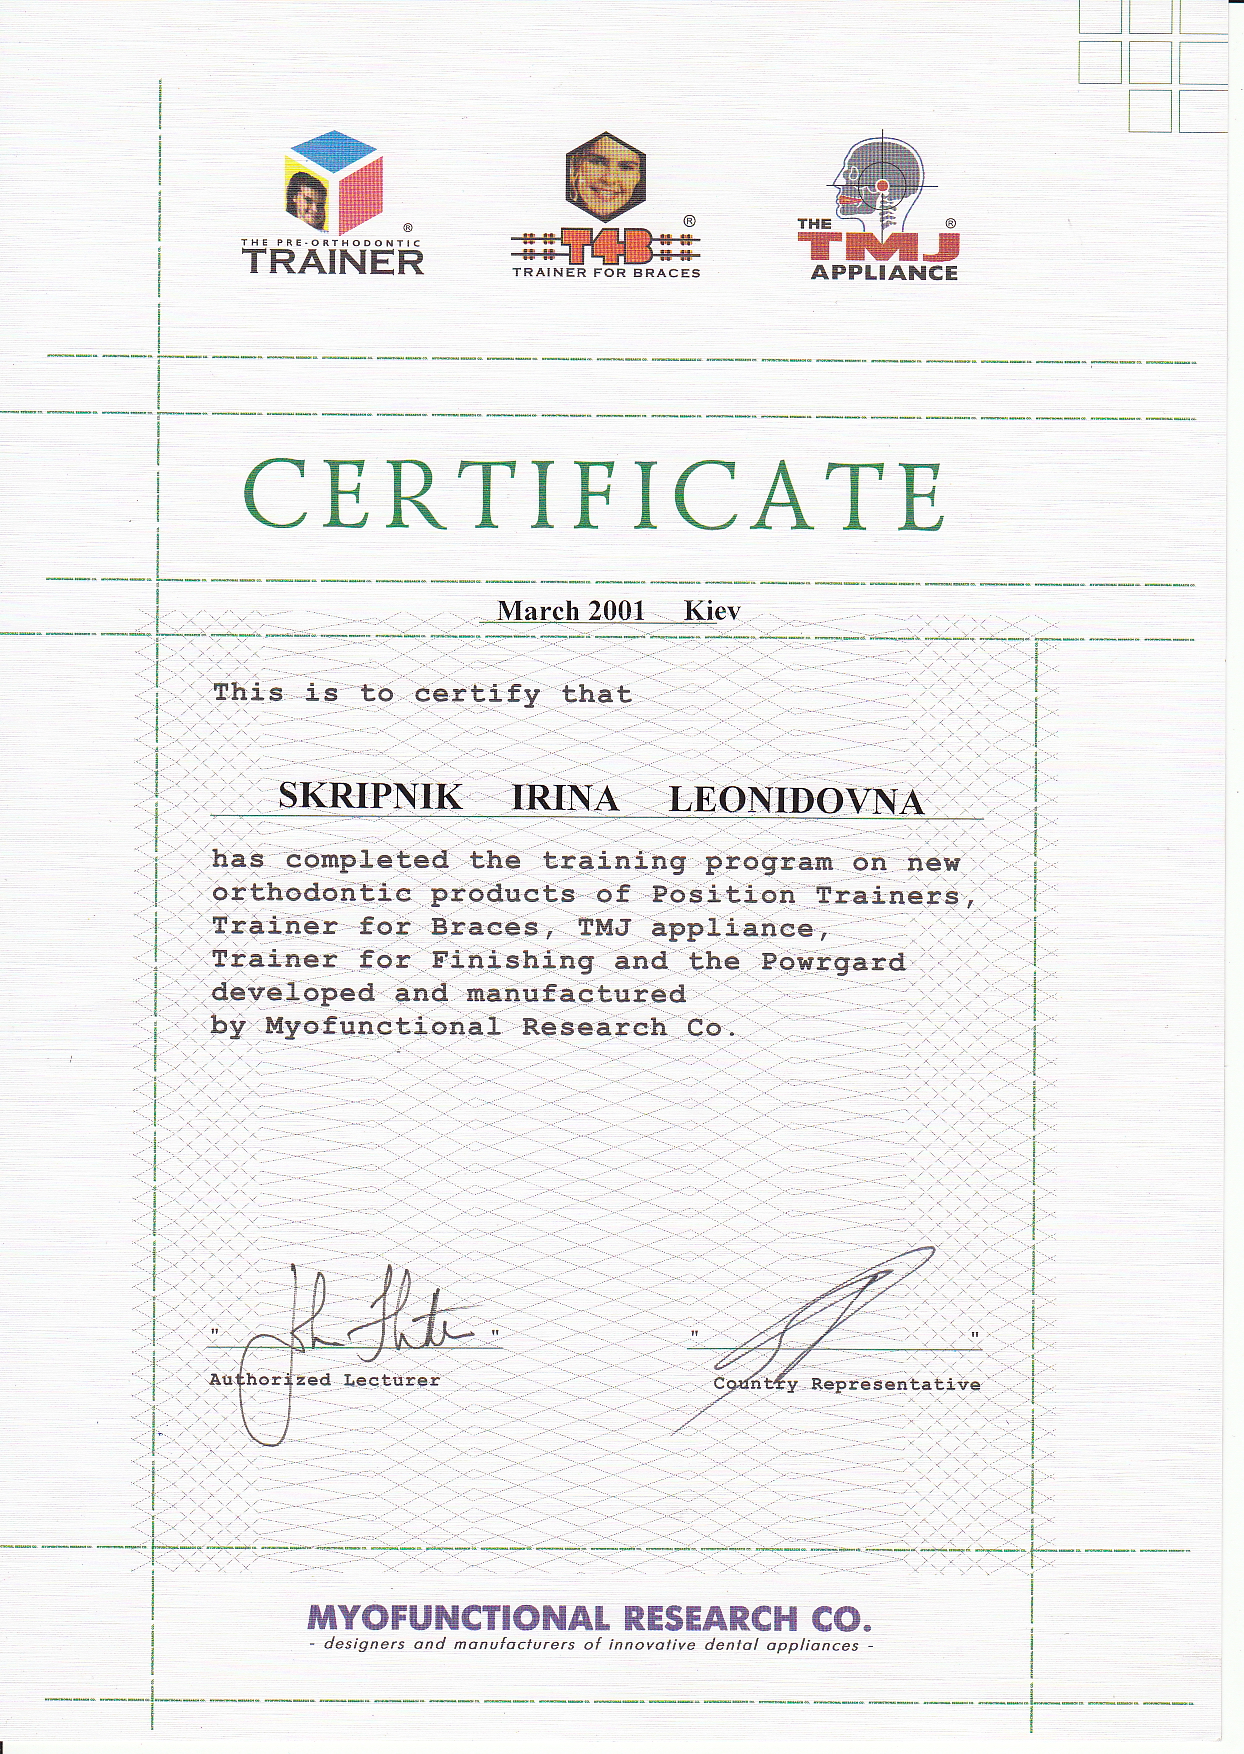 THE PRE-ORTHODONTIC
TRAINER ®
T4B ®
TRAINER FOR BRACES
THE
TMJ ®
APPLIANCE
CERTIFICATE
March 2001 Kiev
This is to certify that
SKRIPNIK IRINA LEONIDOVNA
has completed the training program on new
orthodontic products of Position Trainers,
Trainer for Braces, TMJ appliance,
Trainer for Finishing and the Powrgard
developed and manufactured
by Myofunctional Research Co.
" " " "
Authorized Lecturer Country Representative
MYOFUNCTIONAL RESEARCH CO.
- designers and manufacturers of innovative dental appliances -